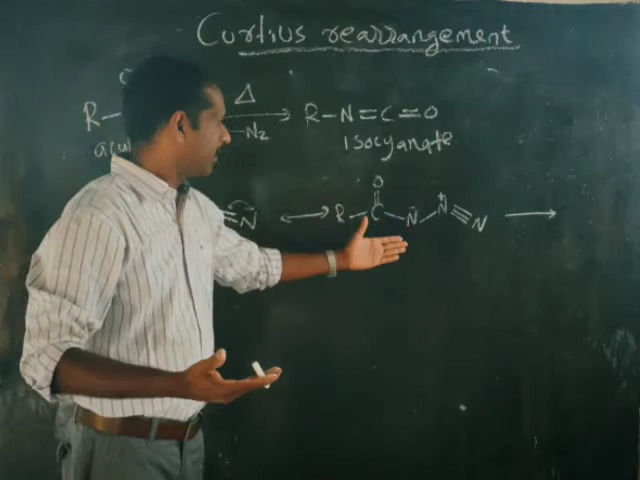 Curtius rearrangement
R– Δ –N₂ → R–N=C=O
isocyanate
≡N ⟷ R–C(=O)–N̄–N⁺≡N →